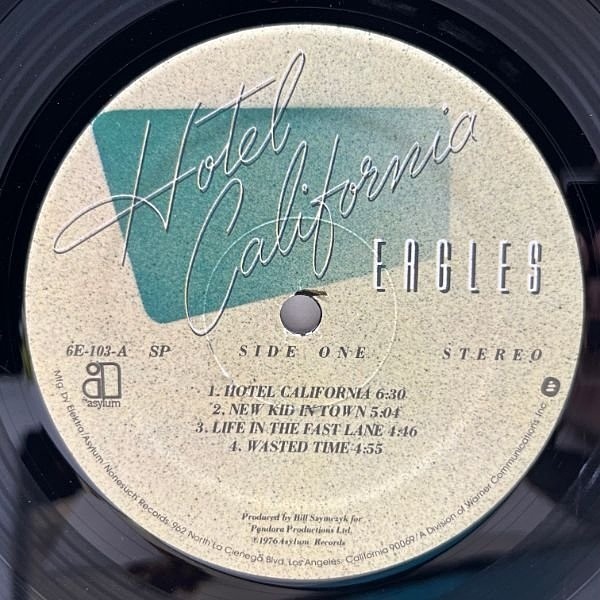 Hotel
California
EAGLES
6E-103-A SP SIDE ONE STEREO
asylum
1. HOTEL CALIFORNIA 6:30
2. NEW KID IN TOWN 5:04
3. LIFE IN THE FAST LANE 4:46
4. WASTED TIME 4:55
Produced by Bill Szymczyk for
Pandora Productions Ltd.
©1976 Asylum Records
Mfg. by Elektra/Asylum/Nonesuch Records, 962 North La Cienega Blvd., Los Angeles, California 90069/A Division of Warner Communications Inc.